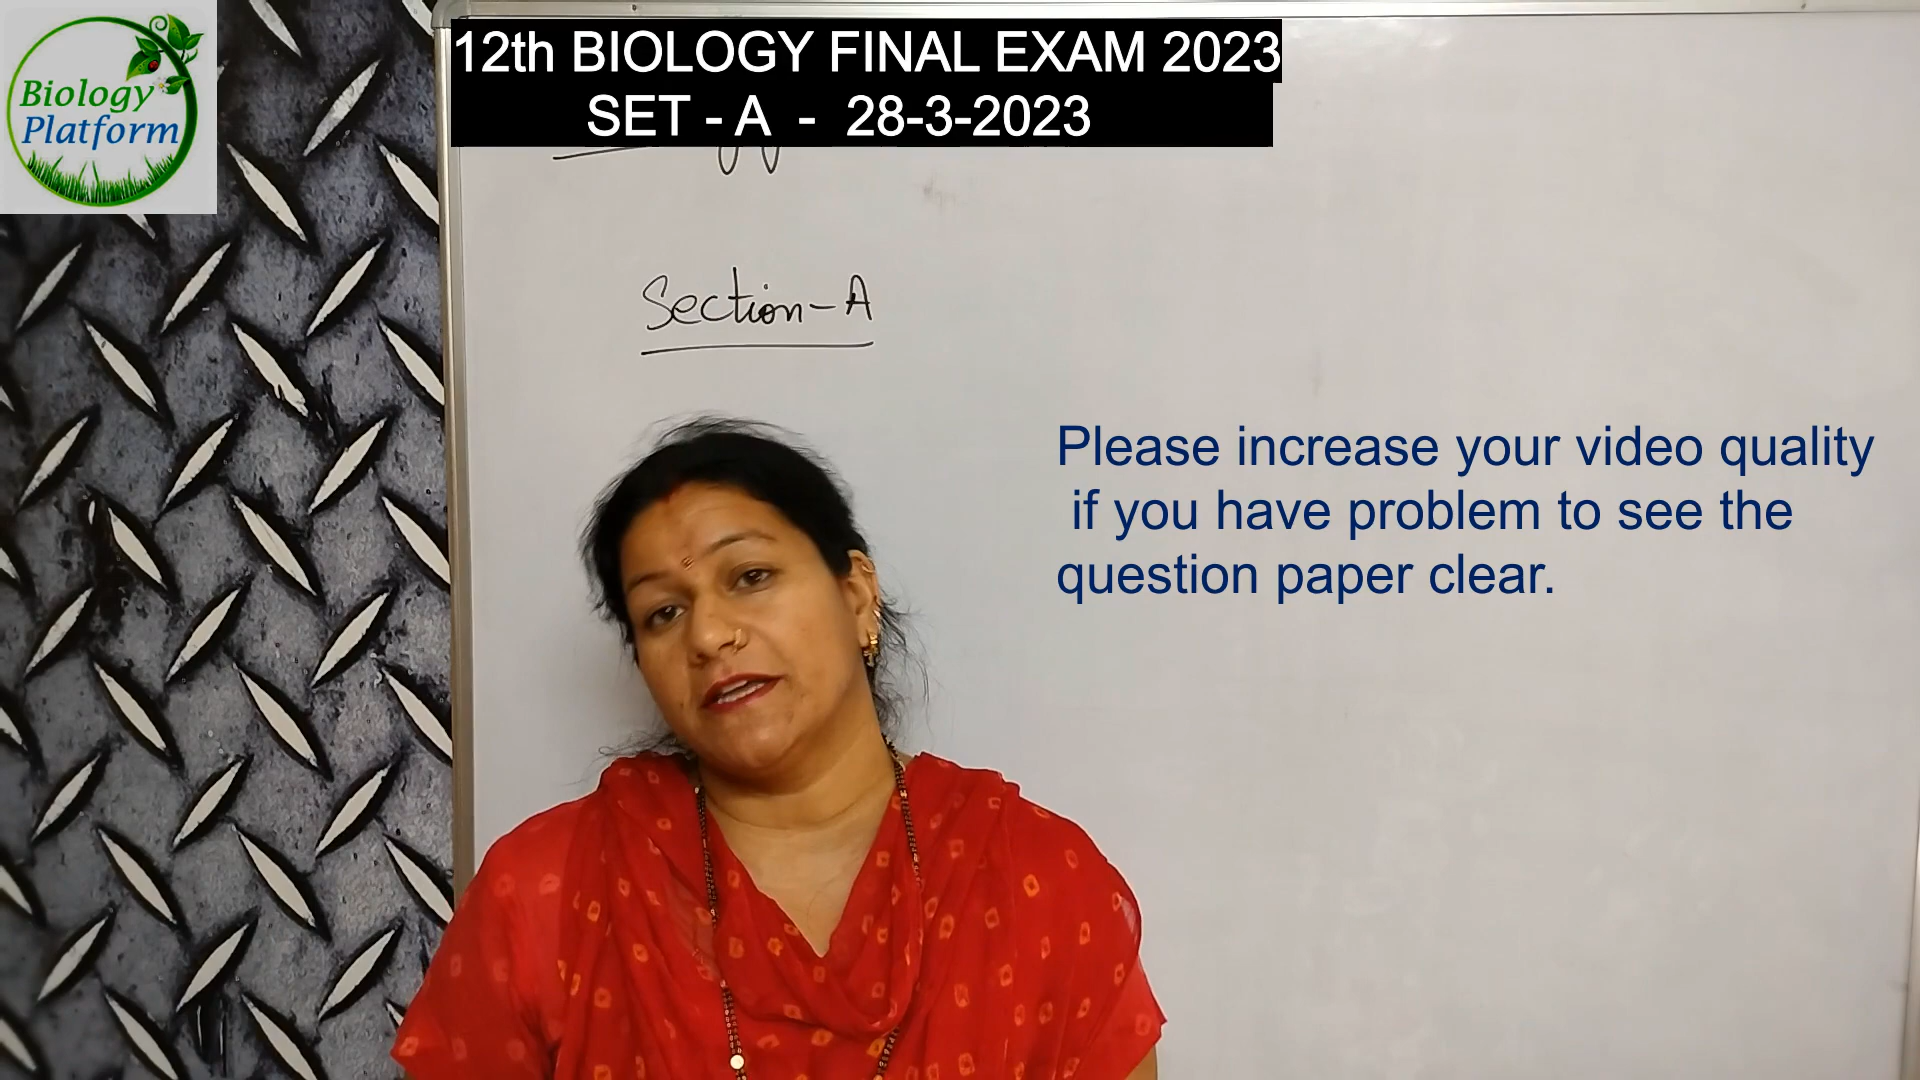 Biology
Platform
12th BIOLOGY FINAL EXAM 2023
SET - A - 28-3-2023
Section-A
Please increase your video quality
if you have problem to see the
question paper clear.